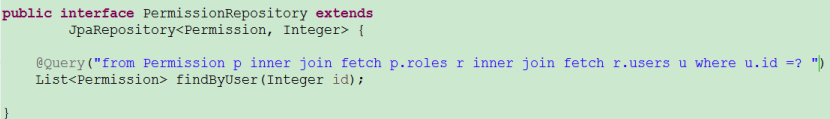 public interface PermissionRepository extends
JpaRepository<Permission, Integer> {
@Query("from Permission p inner join fetch p.roles r inner join fetch r.users u where u.id =? ")
List<Permission> findByUser(Integer id);
}